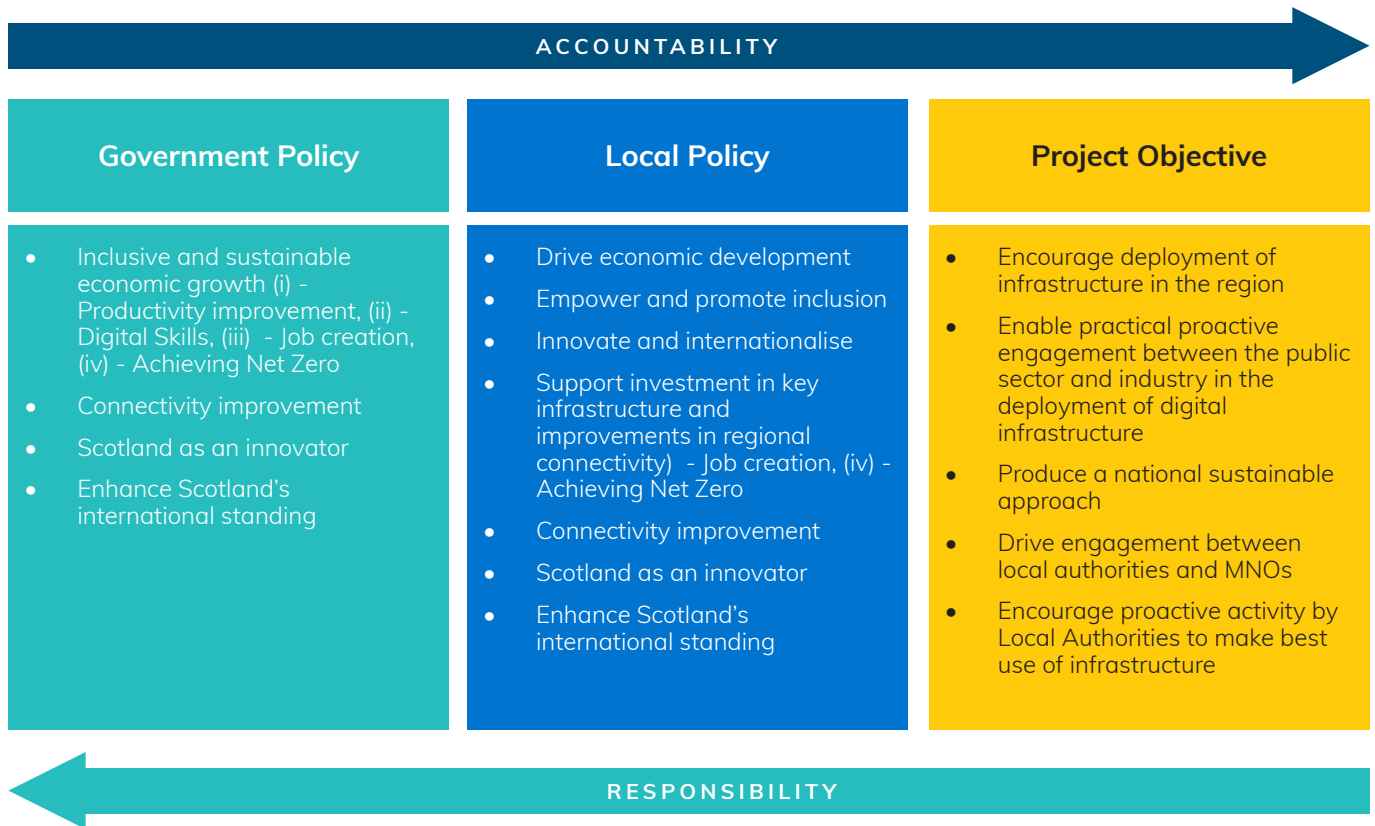 ACCOUNTABILITY
Government Policy
• Inclusive and sustainable
economic growth (i) -
Productivity improvement, (ii) -
Digital Skills, (iii)  - Job creation,
(iv) - Achieving Net Zero
• Connectivity improvement
• Scotland as an innovator
• Enhance Scotland’s
international standing
Local Policy
• Drive economic development
• Empower and promote inclusion
• Innovate and internationalise
• Support investment in key
infrastructure and
improvements in regional
connectivity)  - Job creation, (iv) -
Achieving Net Zero
• Connectivity improvement
• Scotland as an innovator
• Enhance Scotland’s
international standing
Project Objective
• Encourage deployment of
infrastructure in the region
• Enable practical proactive
engagement between the public
sector and industry in the
deployment of digital
infrastructure
• Produce a national sustainable
approach
• Drive engagement between
local authorities and MNOs
• Encourage proactive activity by
Local Authorities to make best
use of infrastructure
RESPONSIBILITY